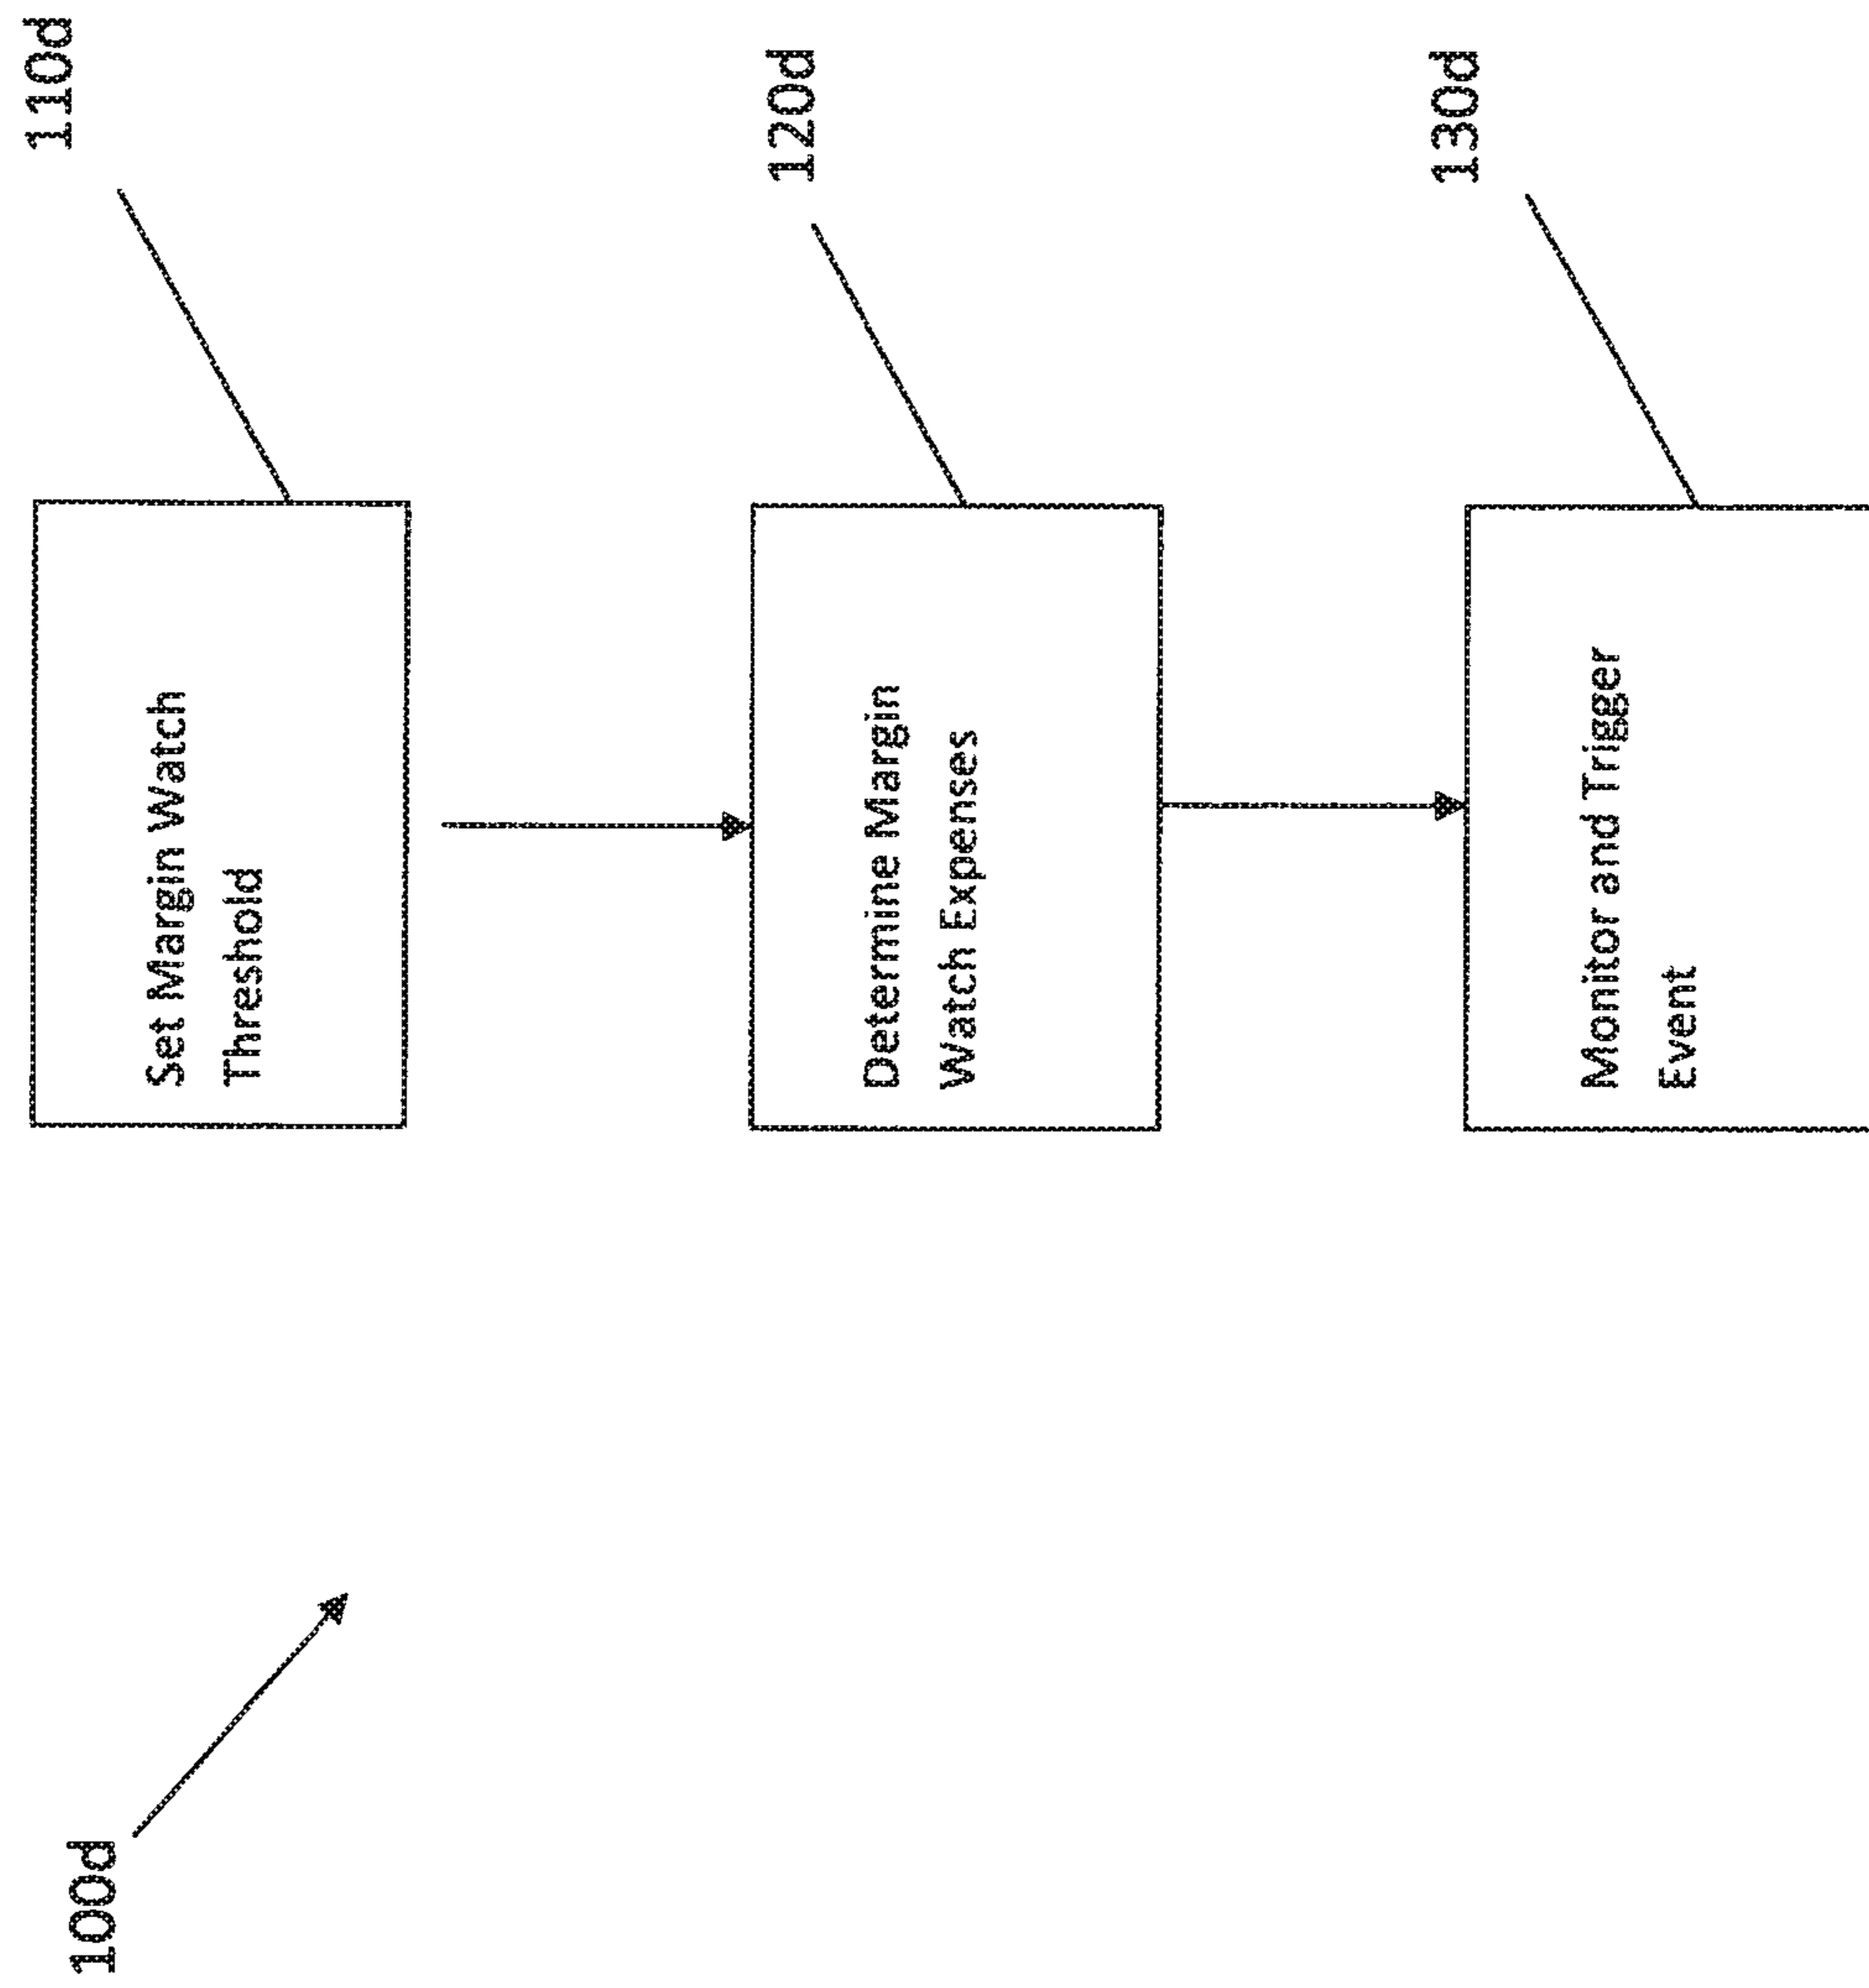 100d
110d
Set Margin Watch
Threshold
120d
Determine Margin
Watch Expenses
130d
Monitor and Trigger
Event